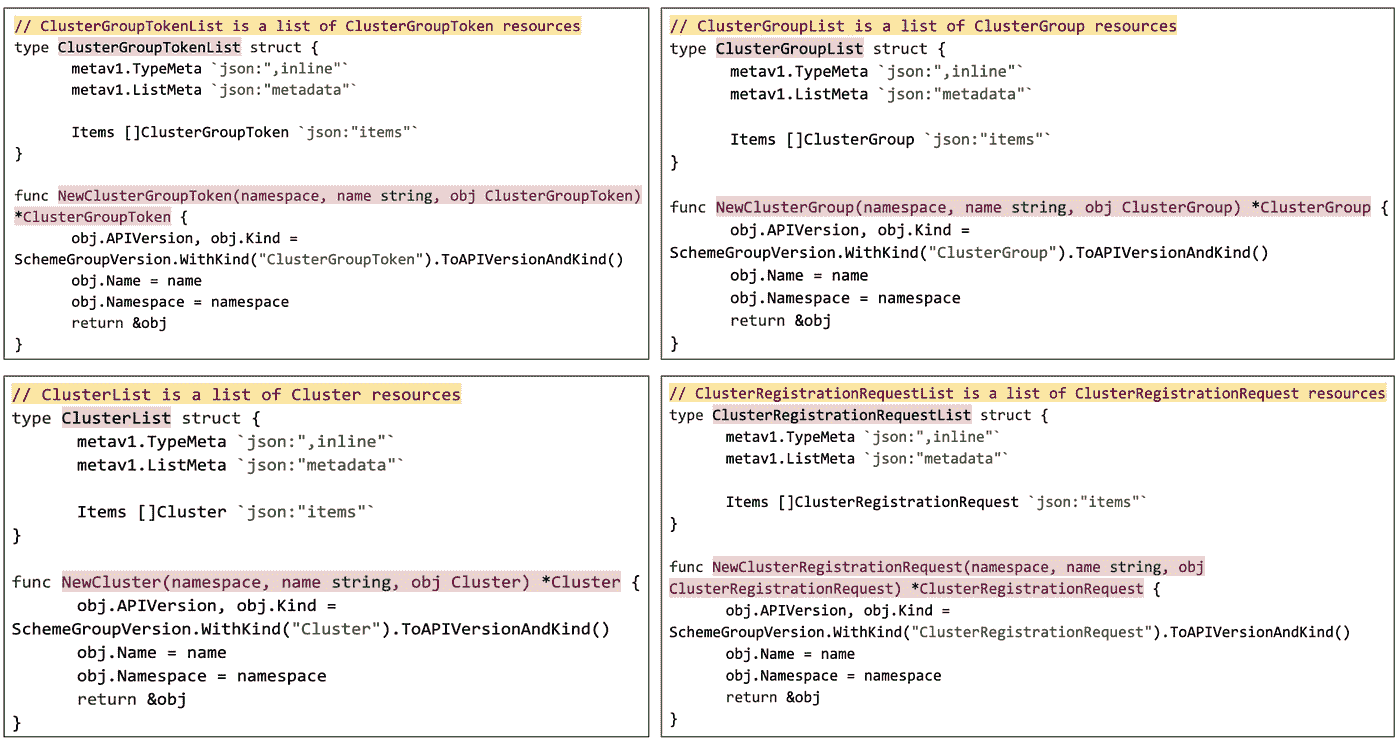 // ClusterGroupTokenList is a list of ClusterGroupToken resources
type ClusterGroupTokenList struct {
metav1.TypeMeta `json:",inline"`
metav1.ListMeta `json:"metadata"`
Items []ClusterGroupToken `json:"items"`
}
func NewClusterGroupToken(namespace, name string, obj ClusterGroupToken)
*ClusterGroupToken {
obj.APIVersion, obj.Kind =
SchemeGroupVersion.WithKind("ClusterGroupToken").ToAPIVersionAndKind()
obj.Name = name
obj.Namespace = namespace
return &obj
}
// ClusterGroupList is a list of ClusterGroup resources
type ClusterGroupList struct {
metav1.TypeMeta `json:",inline"`
metav1.ListMeta `json:"metadata"`
Items []ClusterGroup `json:"items"`
}
func NewClusterGroup(namespace, name string, obj ClusterGroup) *ClusterGroup {
obj.APIVersion, obj.Kind =
SchemeGroupVersion.WithKind("ClusterGroup").ToAPIVersionAndKind()
obj.Name = name
obj.Namespace = namespace
return &obj
}
// ClusterList is a list of Cluster resources
type ClusterList struct {
metav1.TypeMeta `json:",inline"`
metav1.ListMeta `json:"metadata"`
Items []Cluster `json:"items"`
}
func NewCluster(namespace, name string, obj Cluster) *Cluster {
obj.APIVersion, obj.Kind =
SchemeGroupVersion.WithKind("Cluster").ToAPIVersionAndKind()
obj.Name = name
obj.Namespace = namespace
return &obj
}
// ClusterRegistrationRequestList is a list of ClusterRegistrationRequest resources
type ClusterRegistrationRequestList struct {
metav1.TypeMeta `json:",inline"`
metav1.ListMeta `json:"metadata"`
Items []ClusterRegistrationRequest `json:"items"`
}
func NewClusterRegistrationRequest(namespace, name string, obj
ClusterRegistrationRequest) *ClusterRegistrationRequest {
obj.APIVersion, obj.Kind =
SchemeGroupVersion.WithKind("ClusterRegistrationRequest").ToAPIVersionAndKind()
obj.Name = name
obj.Namespace = namespace
return &obj
}